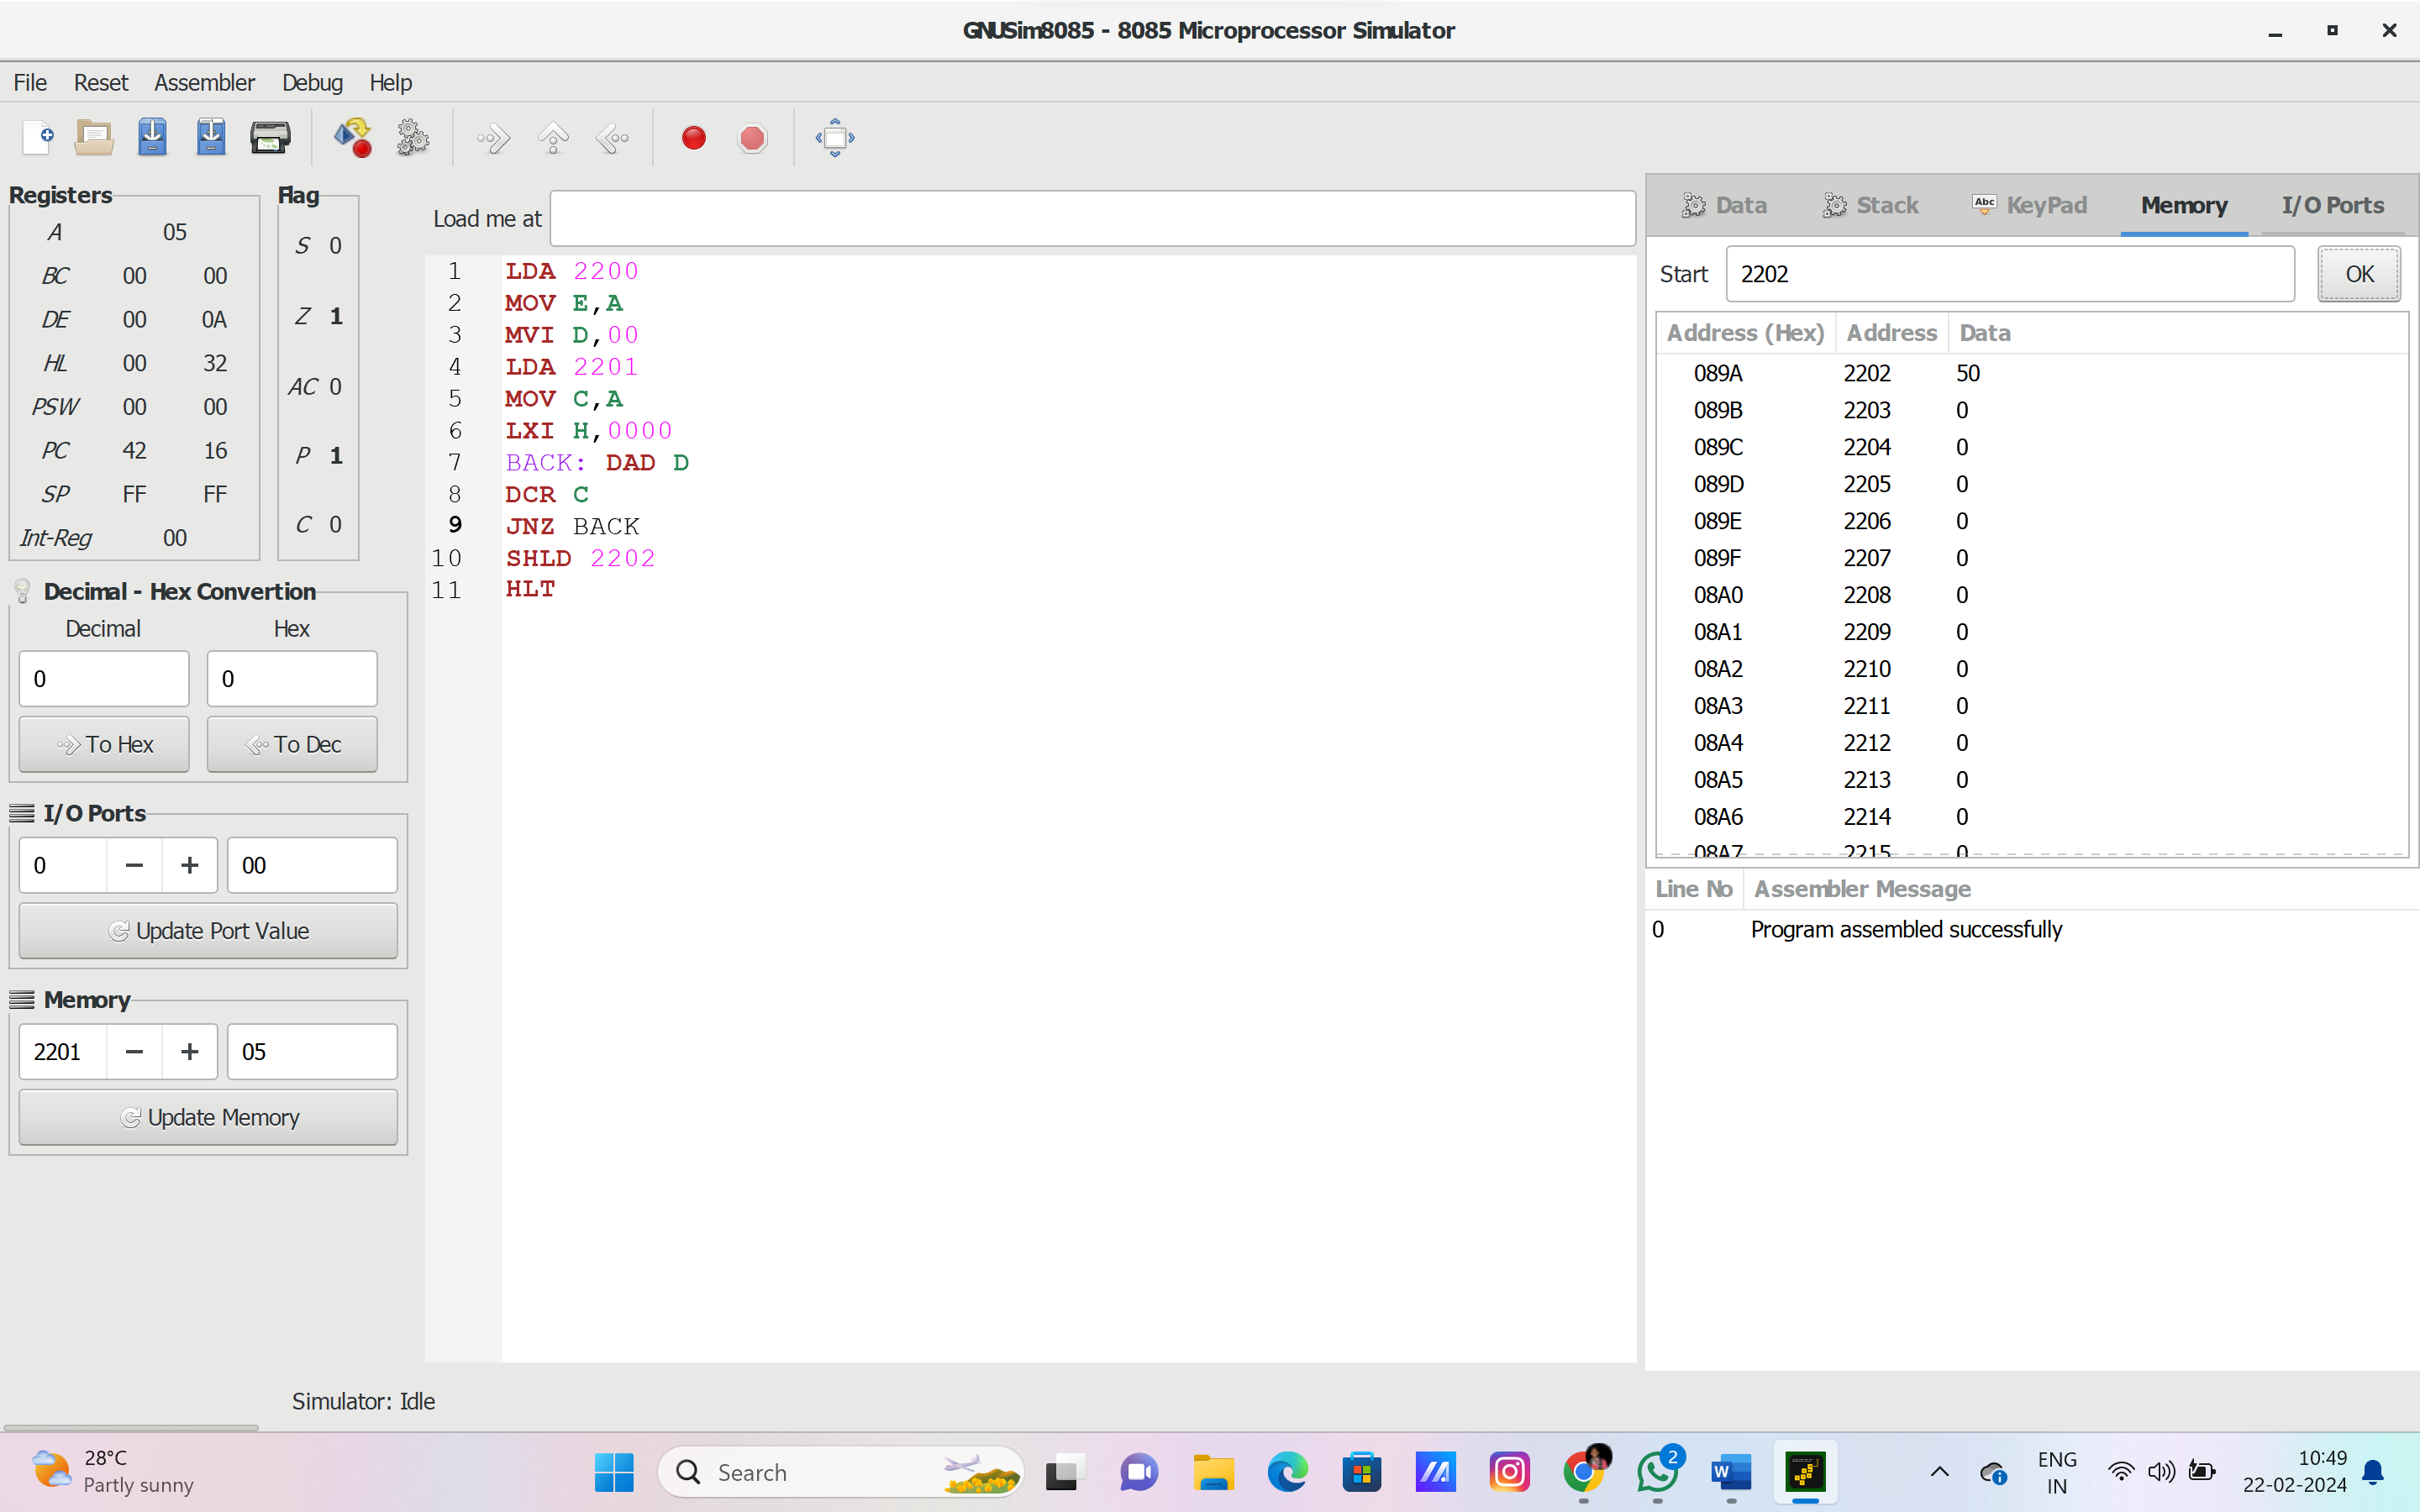 GNUSim8085 - 8085 Microprocessor Simulator
File Reset Assembler Debug Help
Registers
A 05
BC 00 00
DE 00 0A
HL 00 32
PSW 00 00
PC 42 16
SP FF FF
Int-Reg 00
Flag
S 0
Z 1
AC 0
P 1
C 0
Decimal - Hex Convertion
Decimal Hex
0 0
To Hex To Dec
I/O Ports
0 − + 00
Update Port Value
Memory
2201 − + 05
Update Memory
Load me at
1 LDA 2200
2 MOV E,A
3 MVI D,00
4 LDA 2201
5 MOV C,A
6 LXI H,0000
7 BACK: DAD D
8 DCR C
9 JNZ BACK
10 SHLD 2202
11 HLT
Data Stack Abc KeyPad Memory I/O Ports
Start 2202 OK
Address (Hex) Address Data
089A 2202 50
089B 2203 0
089C 2204 0
089D 2205 0
089E 2206 0
089F 2207 0
08A0 2208 0
08A1 2209 0
08A2 2210 0
08A3 2211 0
08A4 2212 0
08A5 2213 0
08A6 2214 0
08A7 2215 0
Line No Assembler Message
0 Program assembled successfully
Simulator: Idle
28°C
Partly sunny
Search
2
W
ENG
IN
10:49
22-02-2024